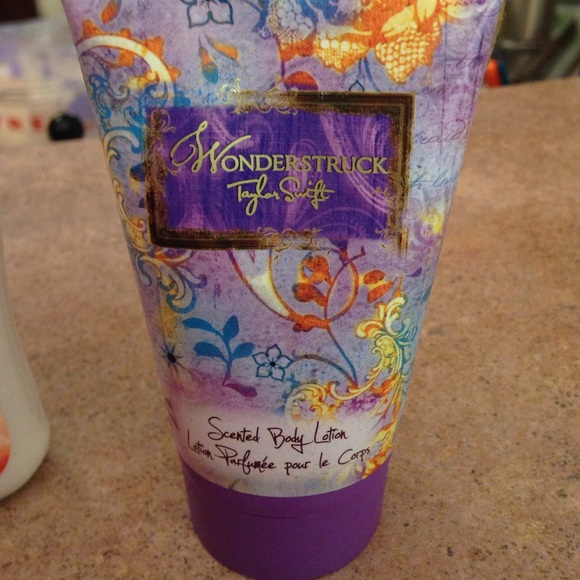 WONDERSTRUCK
Taylor Swift
Scented Body Lotion
Lotion Parfumée pour le Corps